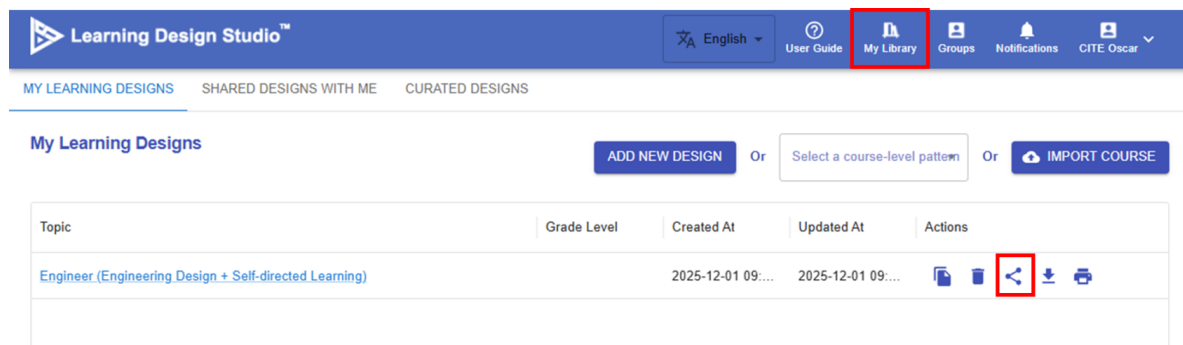 Learning Design Studio™
English
User Guide
My Library
Groups
Notifications
CITE Oscar
MY LEARNING DESIGNS SHARED DESIGNS WITH ME CURATED DESIGNS
My Learning Designs
ADD NEW DESIGN Or Select a course-level pattern Or IMPORT COURSE
Topic Grade Level Created At Updated At Actions
Engineer (Engineering Design + Self-directed Learning) 2025-12-01 09:... 2025-12-01 09:...